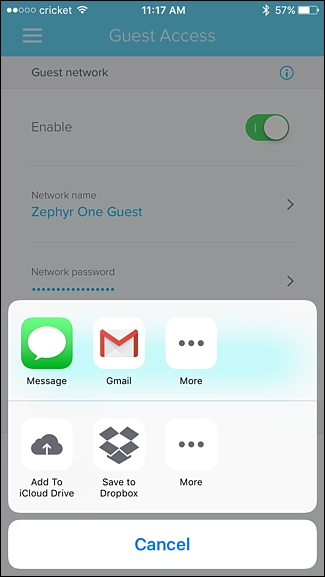 cricket 11:17 AM 57%
Guest Access
Guest network
Enable
Network name
Zephyr One Guest
Network password
•••••••••••••••••
Message Gmail More
Add To iCloud Drive Save to Dropbox More
Cancel